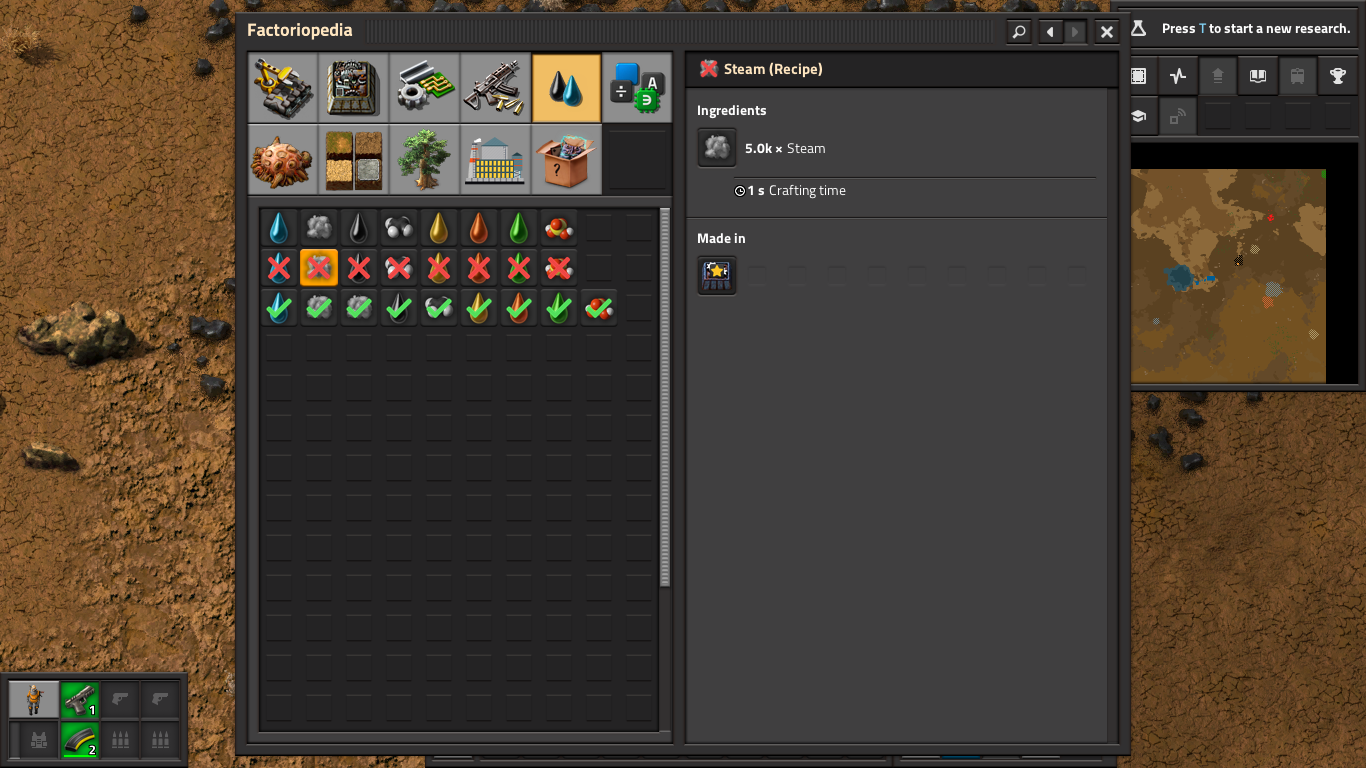 Factoriopedia
Press T to start a new research.
Steam (Recipe)
Ingredients
5.0k × Steam
1 s Crafting time
Made in
A
?
1
2